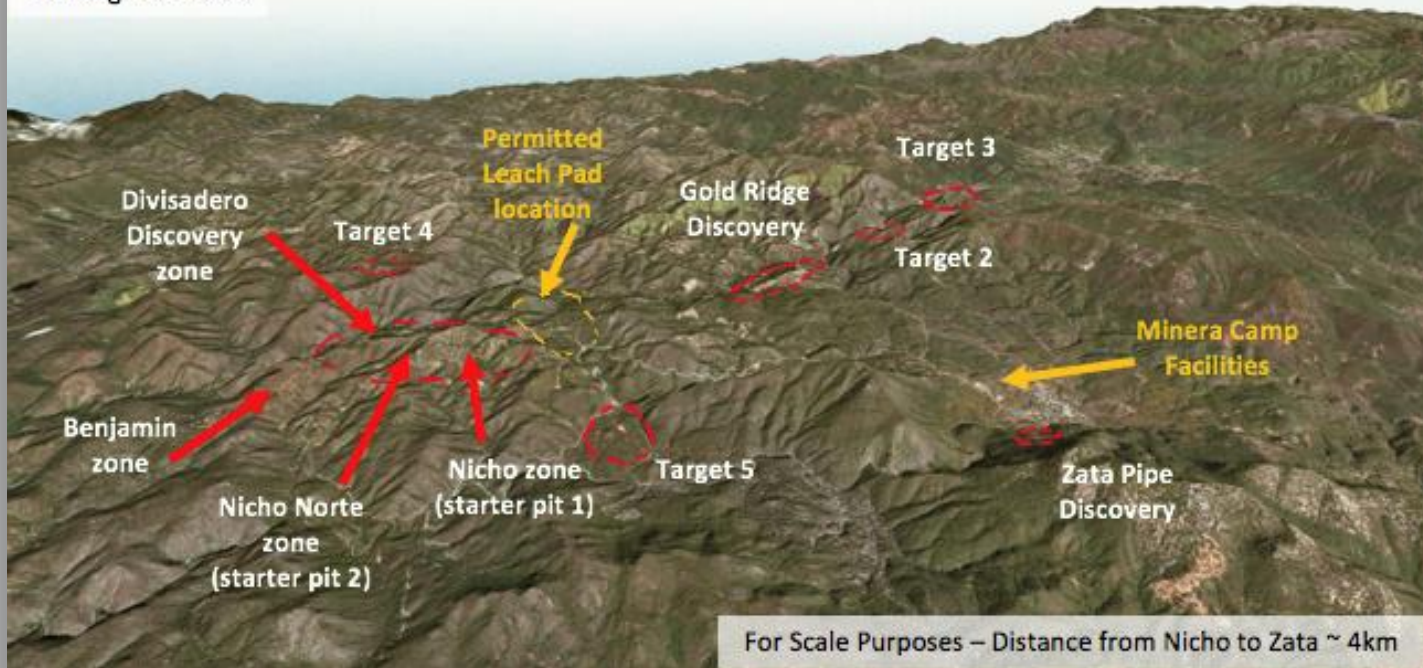 Permitted
Leach Pad
location
Target 3
Divisadero
Discovery
zone
Target 4
Gold Ridge
Discovery
Target 2
Minera Camp
Facilities
Benjamin
zone
Nicho Norte
zone
(starter pit 2)
Nicho zone
(starter pit 1)
Target 5
Zata Pipe
Discovery
For Scale Purposes – Distance from Nicho to Zata ~ 4km